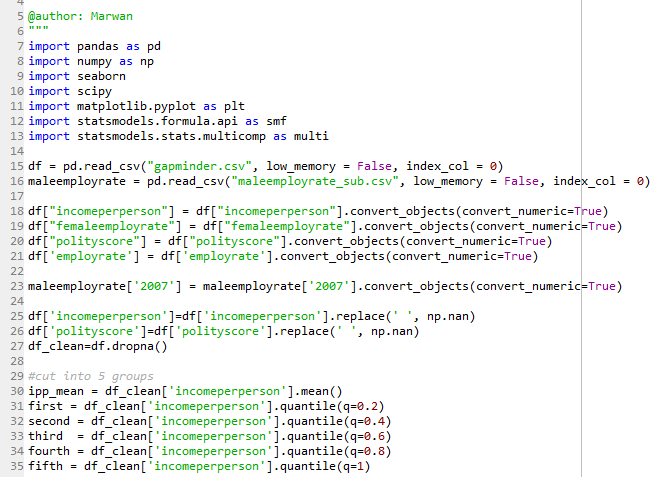 4
5 @author: Marwan
6 """
7 import pandas as pd
8 import numpy as np
9 import seaborn
10 import scipy
11 import matplotlib.pyplot as plt
12 import statsmodels.formula.api as smf
13 import statsmodels.stats.multicomp as multi
14
15 df = pd.read_csv("gapminder.csv", low_memory = False, index_col = 0)
16 maleemployrate = pd.read_csv("maleemployrate_sub.csv", low_memory = False, index_col = 0)
17
18 df["incomeperperson"] = df["incomeperperson"].convert_objects(convert_numeric=True)
19 df["femaleemployrate"] = df["femaleemployrate"].convert_objects(convert_numeric=True)
20 df["polityscore"] = df["polityscore"].convert_objects(convert_numeric=True)
21 df['employrate'] = df['employrate'].convert_objects(convert_numeric=True)
22
23 maleemployrate['2007'] = maleemployrate['2007'].convert_objects(convert_numeric=True)
24
25 df['incomeperperson']=df['incomeperperson'].replace(' ', np.nan)
26 df['polityscore']=df['polityscore'].replace(' ', np.nan)
27 df_clean=df.dropna()
28
29 #cut into 5 groups
30 ipp_mean = df_clean['incomeperperson'].mean()
31 first = df_clean['incomeperperson'].quantile(q=0.2)
32 second = df_clean['incomeperperson'].quantile(q=0.4)
33 third  = df_clean['incomeperperson'].quantile(q=0.6)
34 fourth = df_clean['incomeperperson'].quantile(q=0.8)
35 fifth = df_clean['incomeperperson'].quantile(q=1)